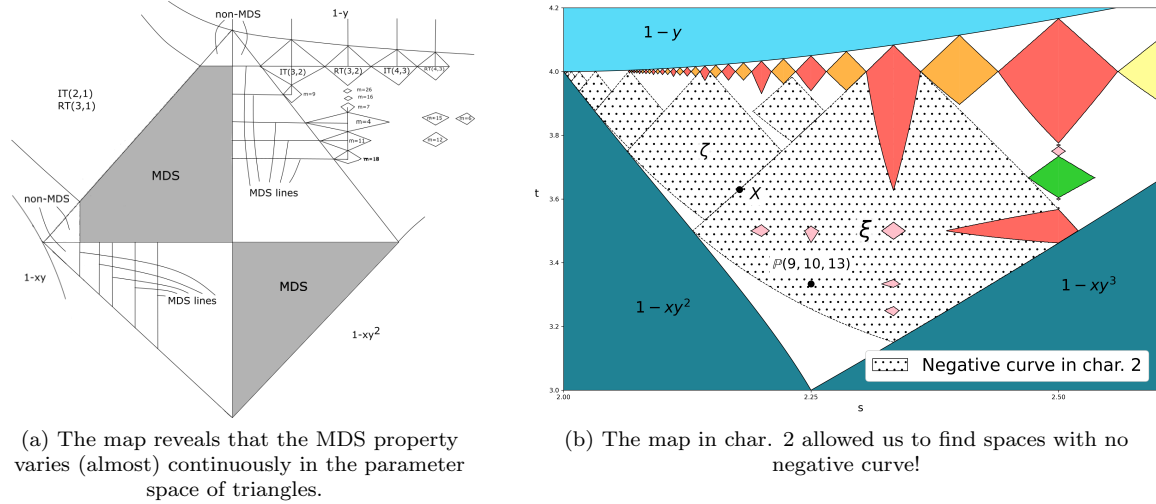 non-MDS
1-y
IT(3,2)
RT(3,2)
IT(4,3)
RT(4,3)
IT(2,1)
RT(3,1)
m=9
m=26
m=16
m=7
m=4
m=15
m=6
m=11
m=12
m=18
MDS
MDS lines
non-MDS
1-xy
MDS lines
MDS
1-xy²
(a) The map reveals that the MDS property
varies (almost) continuously in the parameter
space of triangles.
4.2
4.0
3.8
3.6
3.4
3.2
3.0
t
1 − y
ζ
X
ξ
ℙ(9, 10, 13)
1 − xy²
1 − xy³
Negative curve in char. 2
2.00
2.25
2.50
s
(b) The map in char. 2 allowed us to find spaces with no
negative curve!